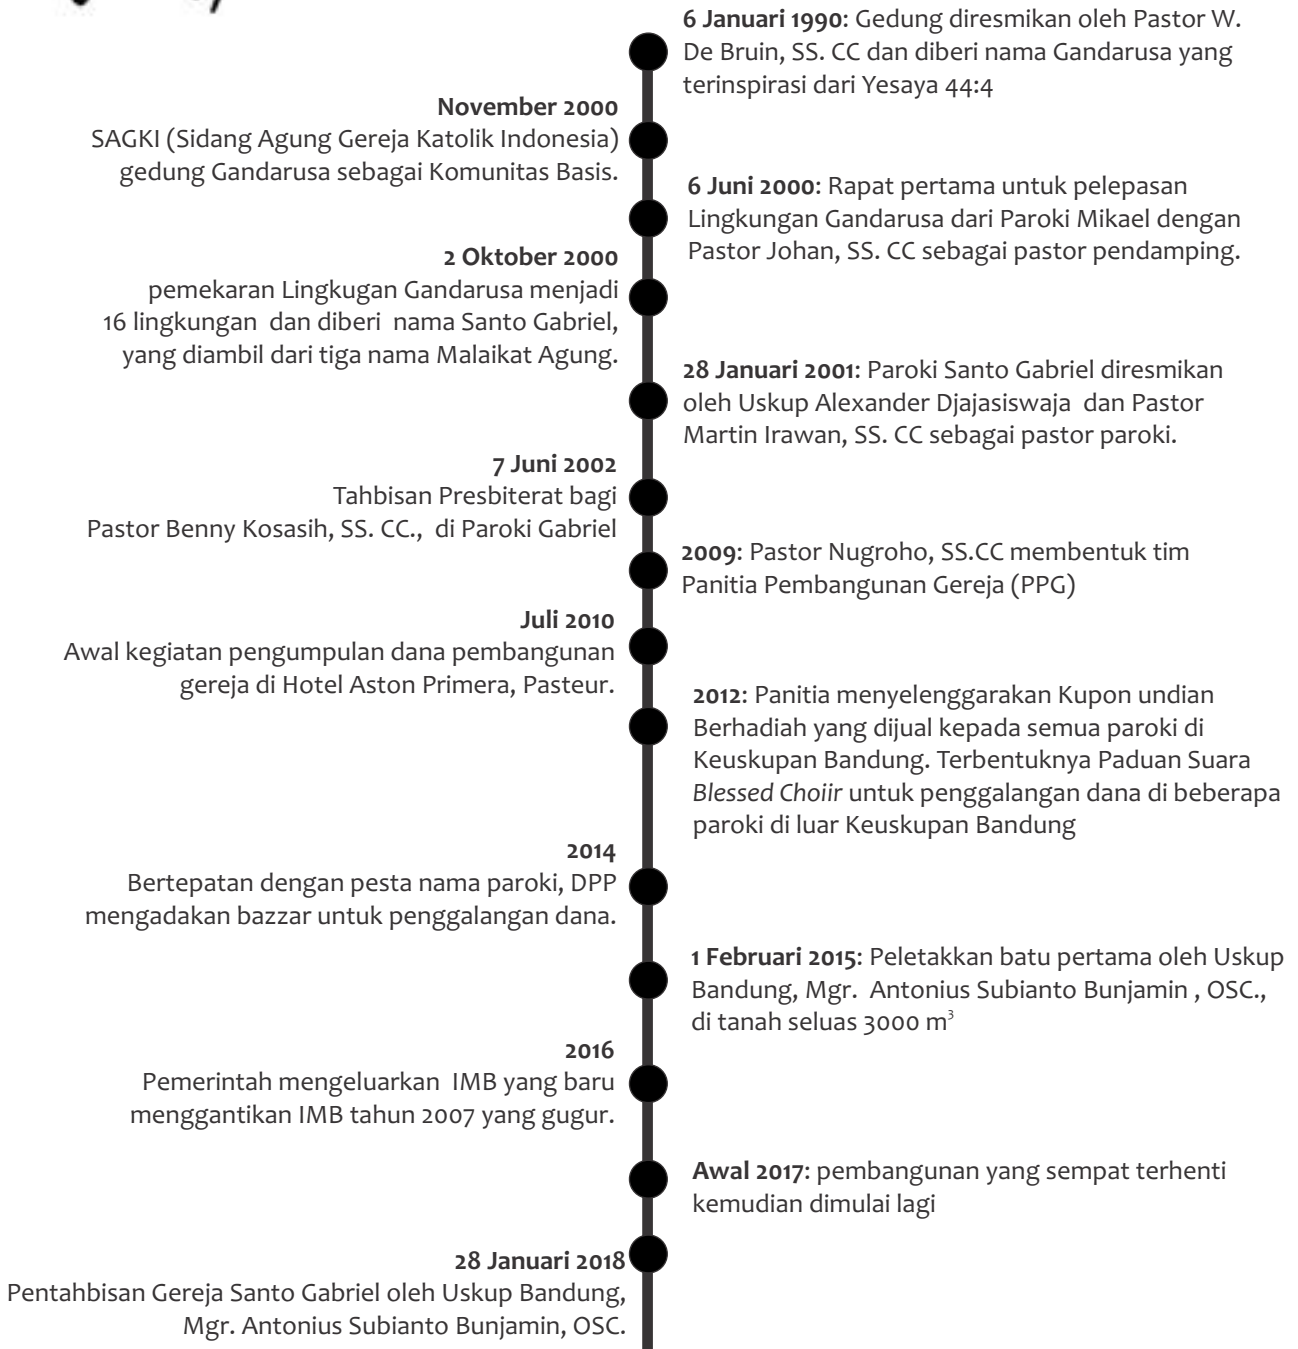 6 Januari 1990: Gedung diresmikan oleh Pastor W.
De Bruin, SS. CC dan diberi nama Gandarusa yang
terinspirasi dari Yesaya 44:4
November 2000
SAGKI (Sidang Agung Gereja Katolik Indonesia)
gedung Gandarusa sebagai Komunitas Basis.
6 Juni 2000: Rapat pertama untuk pelepasan
Lingkungan Gandarusa dari Paroki Mikael dengan
Pastor Johan, SS. CC sebagai pastor pendamping.
2 Oktober 2000
pemekaran Lingkugan Gandarusa menjadi
16 lingkungan dan diberi nama Santo Gabriel,
yang diambil dari tiga nama Malaikat Agung.
28 Januari 2001: Paroki Santo Gabriel diresmikan
oleh Uskup Alexander Djajasiswaja dan Pastor
Martin Irawan, SS. CC sebagai pastor paroki.
7 Juni 2002
Tahbisan Presbiterat bagi
Pastor Benny Kosasih, SS. CC., di Paroki Gabriel
2009: Pastor Nugroho, SS.CC membentuk tim
Panitia Pembangunan Gereja (PPG)
Juli 2010
Awal kegiatan pengumpulan dana pembangunan
gereja di Hotel Aston Primera, Pasteur.
2012: Panitia menyelenggarakan Kupon undian
Berhadiah yang dijual kepada semua paroki di
Keuskupan Bandung. Terbentuknya Paduan Suara
Blessed Choiir untuk penggalangan dana di beberapa
paroki di luar Keuskupan Bandung
2014
Bertepatan dengan pesta nama paroki, DPP
mengadakan bazzar untuk penggalangan dana.
1 Februari 2015: Peletakkan batu pertama oleh Uskup
Bandung, Mgr. Antonius Subianto Bunjamin , OSC.,
di tanah seluas 3000 m³
2016
Pemerintah mengeluarkan IMB yang baru
menggantikan IMB tahun 2007 yang gugur.
Awal 2017: pembangunan yang sempat terhenti
kemudian dimulai lagi
28 Januari 2018
Pentahbisan Gereja Santo Gabriel oleh Uskup Bandung,
Mgr. Antonius Subianto Bunjamin, OSC.